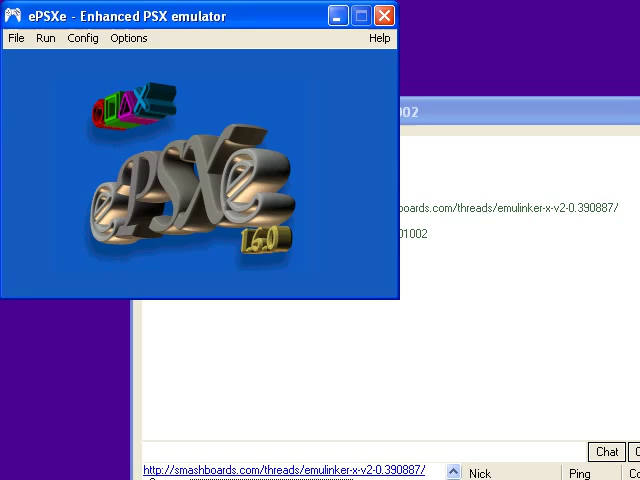 ePSXe - Enhanced PSX emulator
File Run Config Options Help
ePSXe
1.6.0
002
boards.com/threads/emulinker-x-v2-0.390887/
01002
Chat
http://smashboards.com/threads/emulinker-x-v2-0.390887/
Nick Ping Co